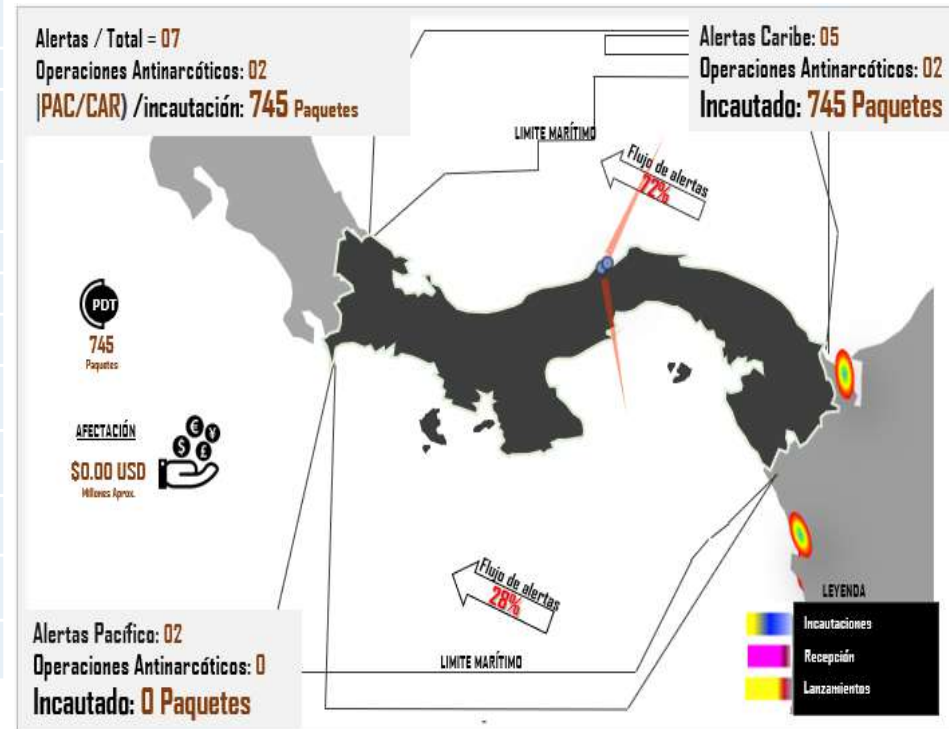 Alertas / Total = 07
Operaciones Antinarcóticos: 02
|PAC/CAR) /incautación: 745 Paquetes
Alertas Caribe: 05
Operaciones Antinarcóticos: 02
Incautado: 745 Paquetes
LIMITE MARÍTIMO
Flujo de alertas
72%
PDT
745
Paquetes
AFECTACIÓN
$0.00 USD
Millones Aprox.
$ € £ ¥
Flujo de alertas
28%
LIMITE MARÍTIMO
Alertas Pacífico: 02
Operaciones Antinarcóticos: 0
Incautado: 0 Paquetes
LEYENDA
Incautaciones
Recepción
Lanzamientos